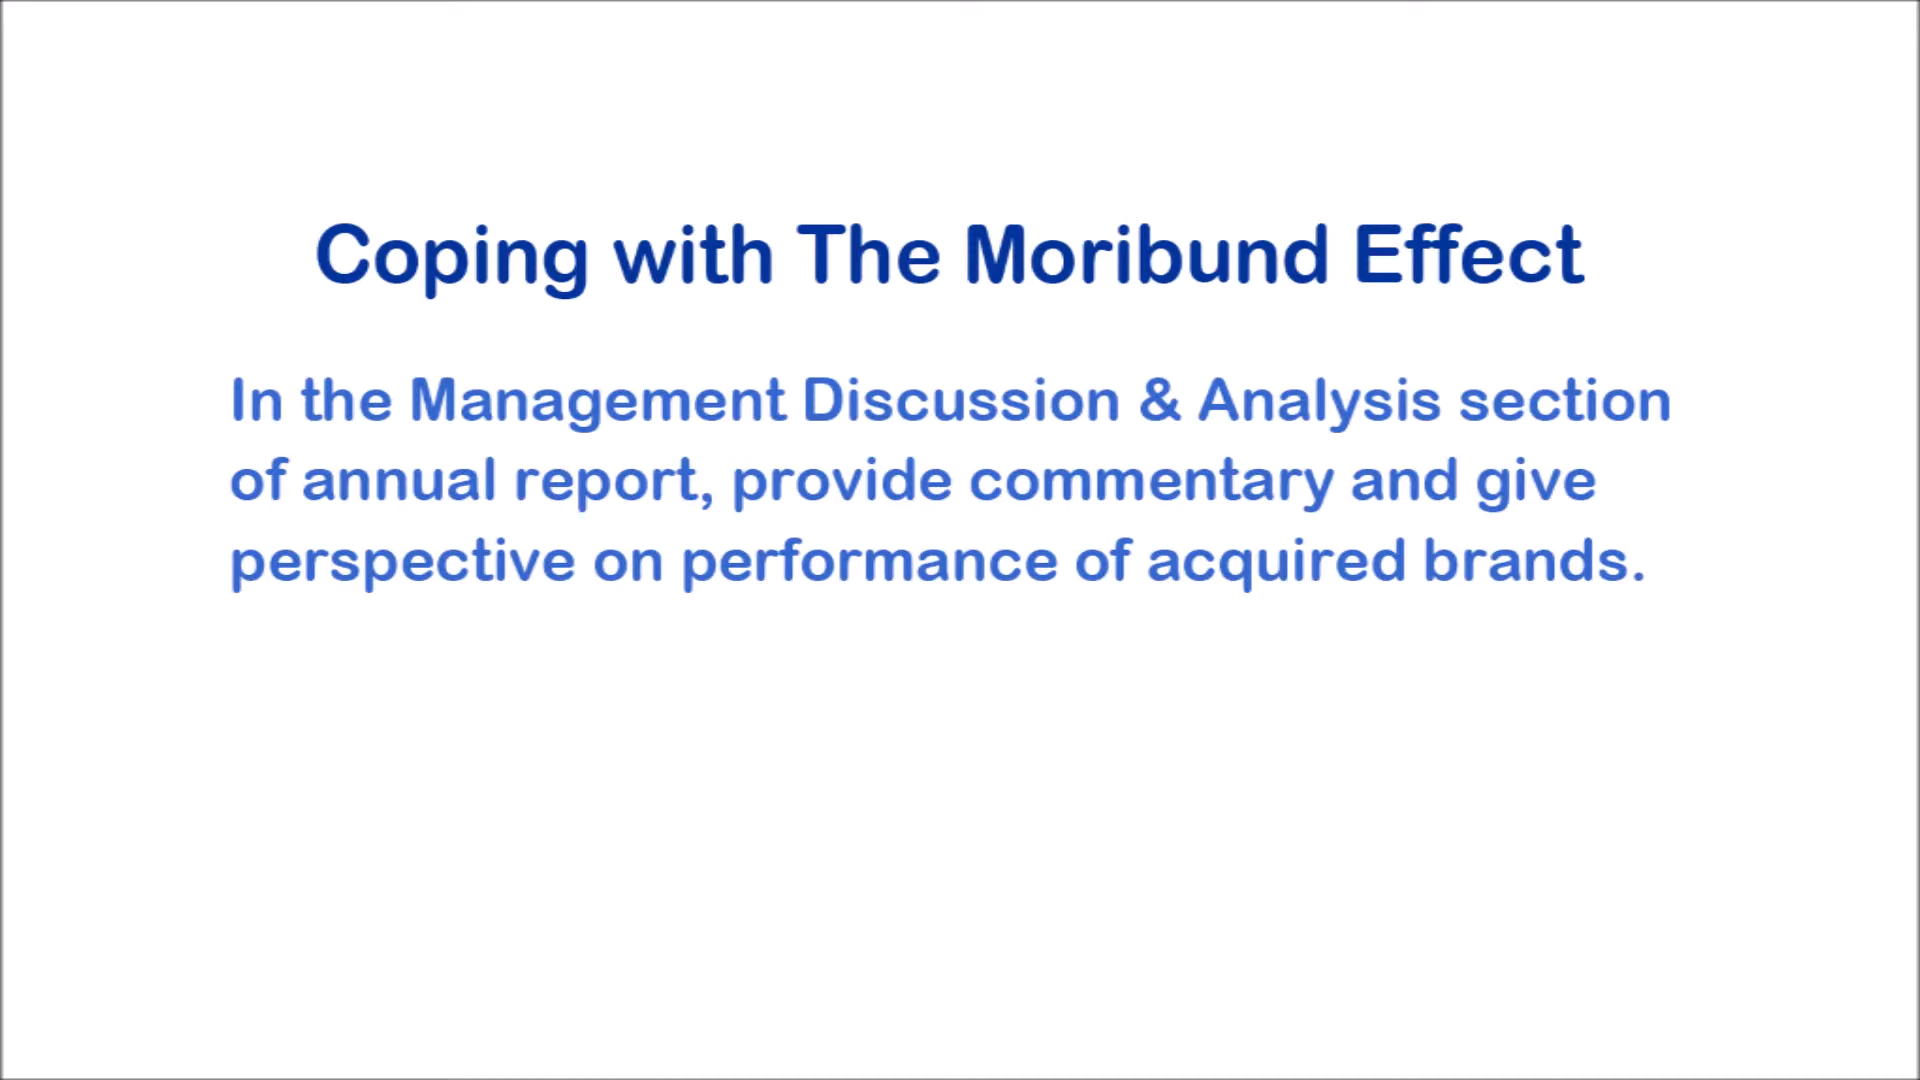 Coping with The Moribund Effect
In the Management Discussion & Analysis section
of annual report, provide commentary and give
perspective on performance of acquired brands.